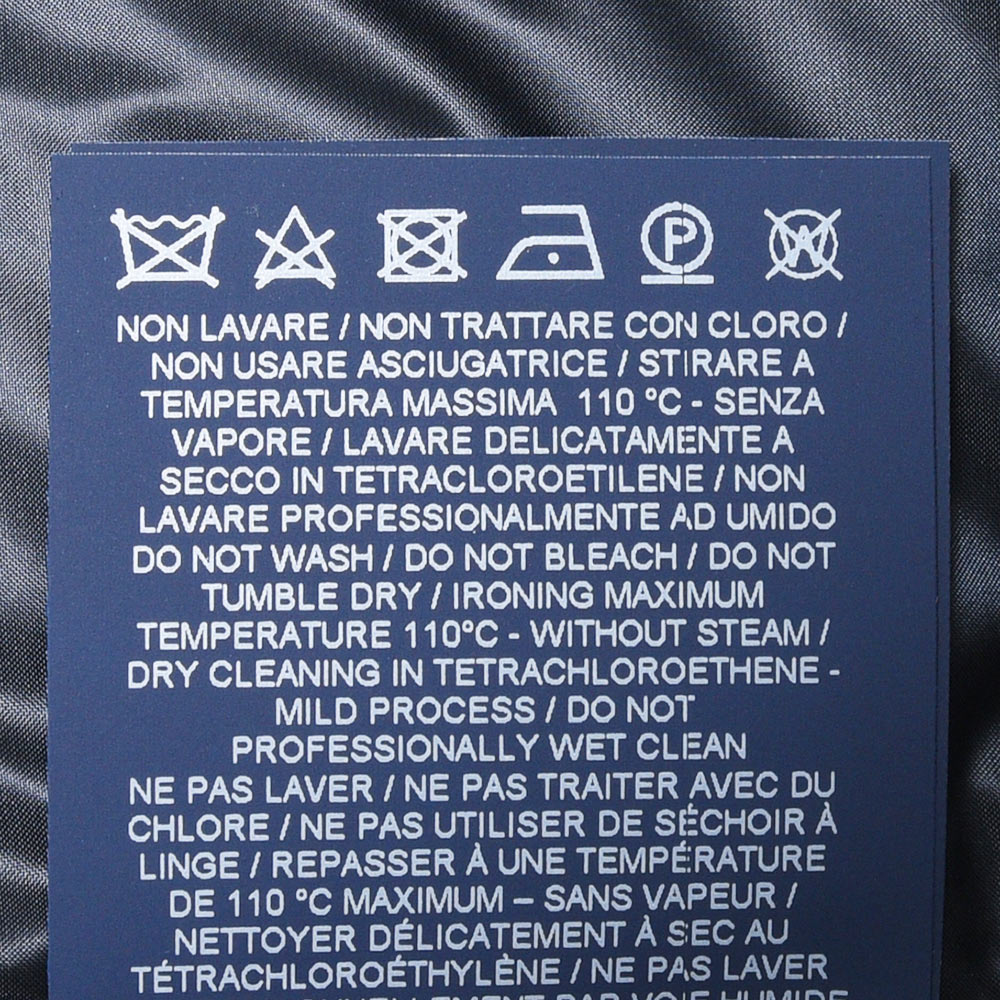 P W
NON LAVARE / NON TRATTARE CON CLORO /
NON USARE ASCIUGATRICE / STIRARE A
TEMPERATURA MASSIMA 110 °C - SENZA
VAPORE / LAVARE DELICATAMENTE A
SECCO IN TETRACLOROETILENE / NON
LAVARE PROFESSIONALMENTE AD UMIDO
DO NOT WASH / DO NOT BLEACH / DO NOT
TUMBLE DRY / IRONING MAXIMUM
TEMPERATURE 110°C - WITHOUT STEAM /
DRY CLEANING IN TETRACHLOROETHENE -
MILD PROCESS / DO NOT
PROFESSIONALLY WET CLEAN
NE PAS LAVER / NE PAS TRAITER AVEC DU
CHLORE / NE PAS UTILISER DE SÉCHOIR À
LINGE / REPASSER À UNE TEMPÉRATURE
DE 110 °C MAXIMUM – SANS VAPEUR /
NETTOYER DÉLICATEMENT À SEC AU
TÉTRACHLOROÉTHYLÈNE / NE PAS LAVER
PAR VOIE HUMIDE